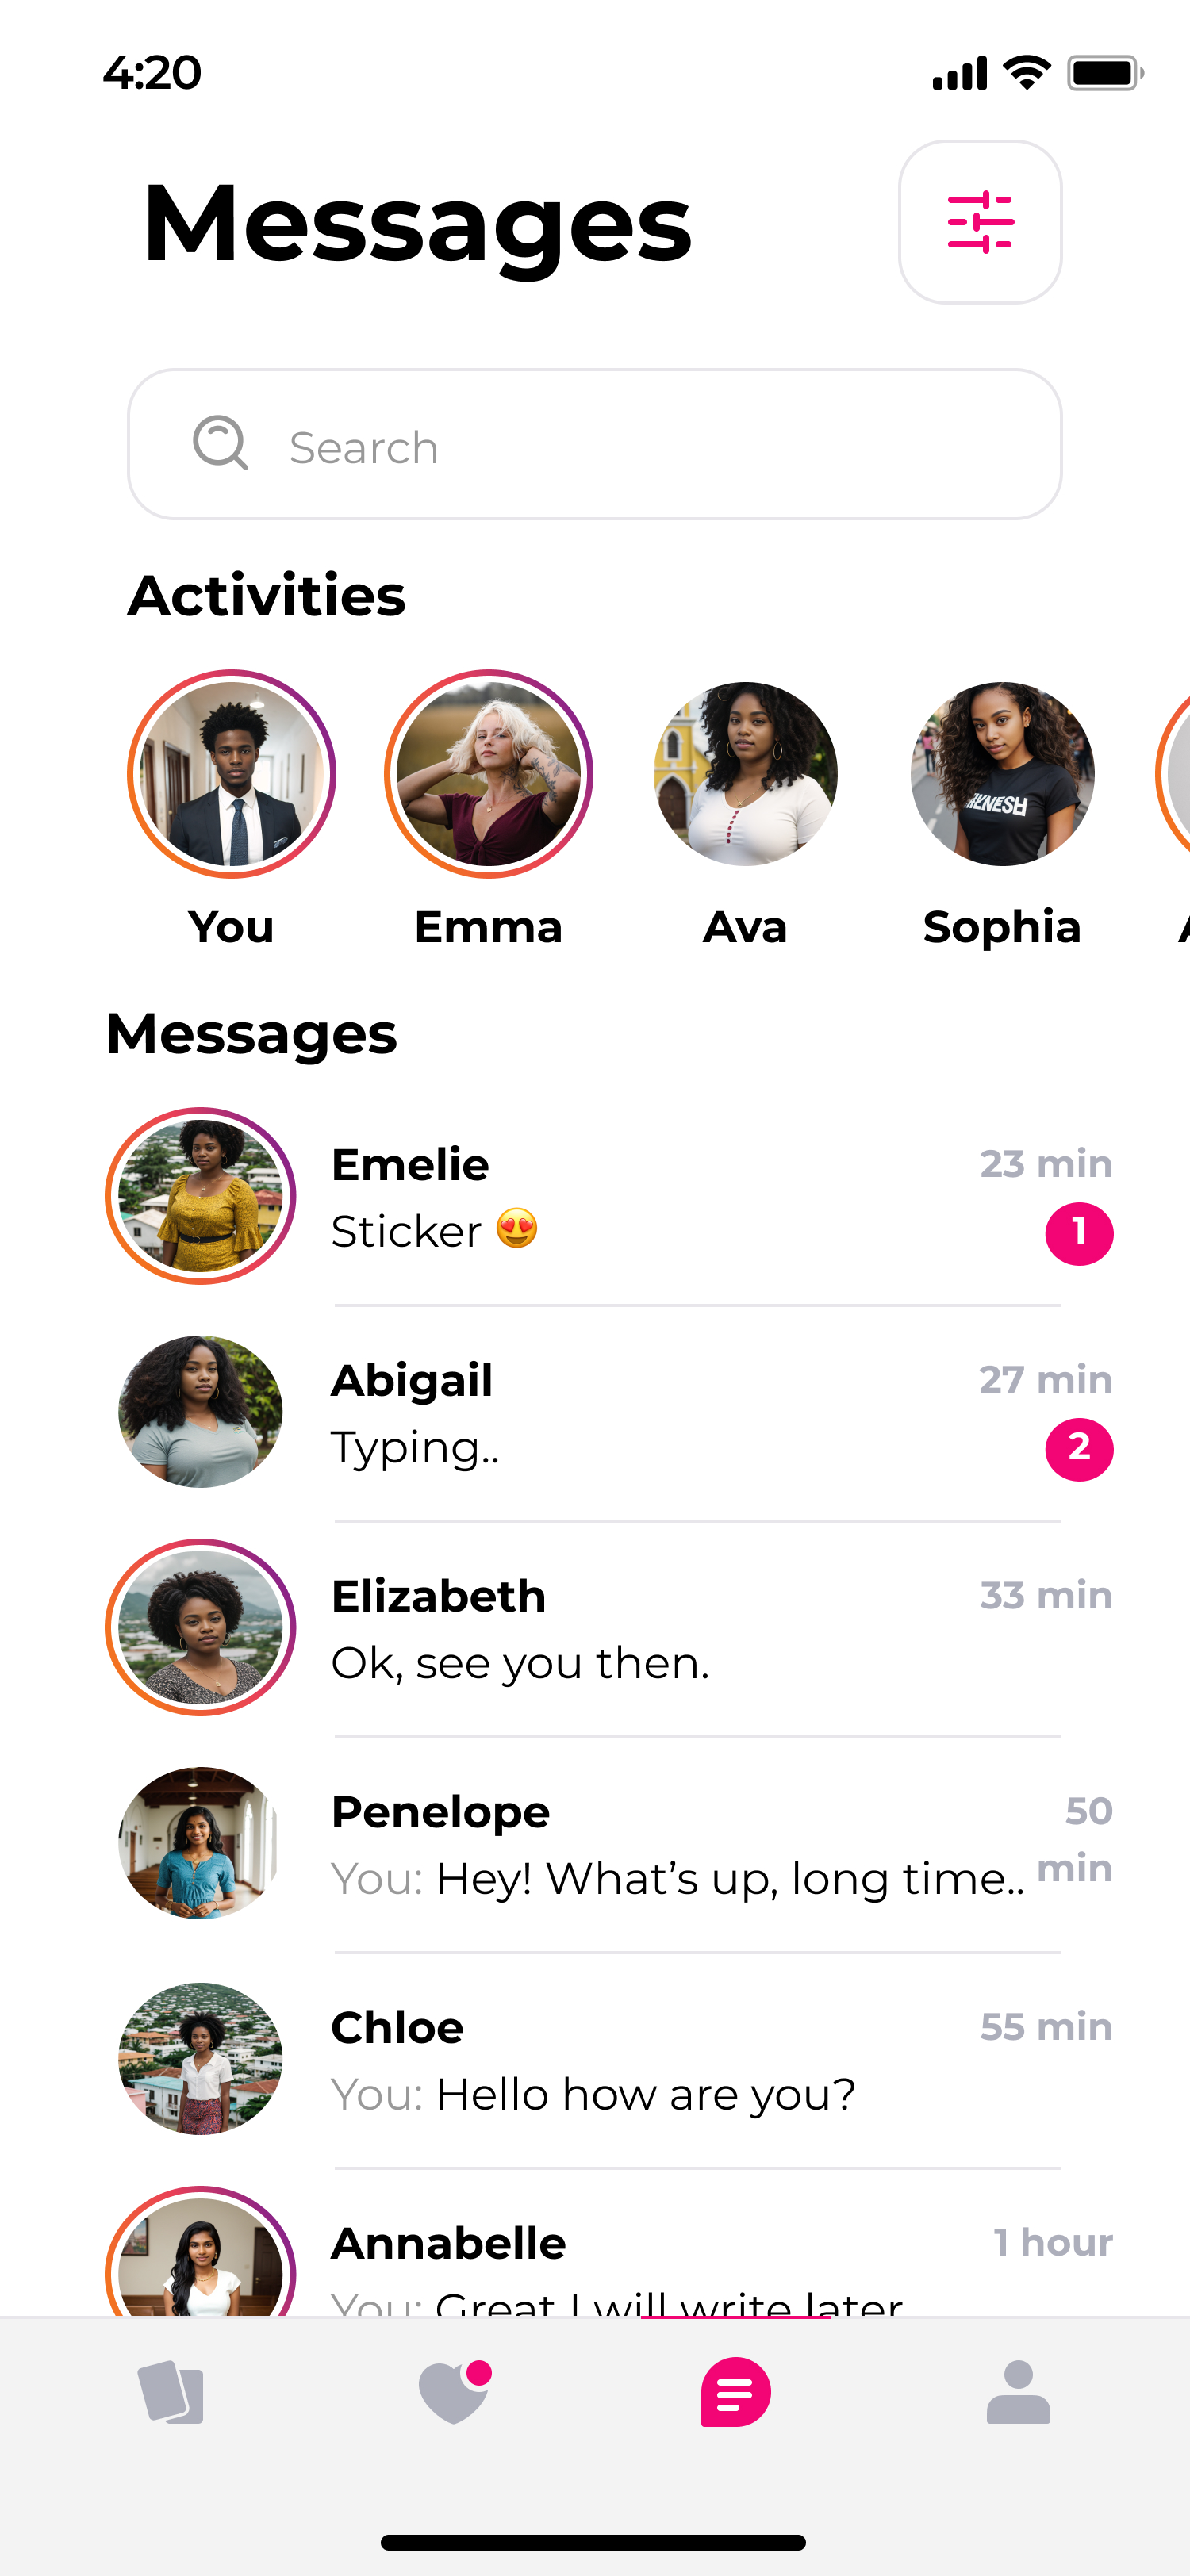 4:20
Messages
Search
Activities
You
Emma
Ava
Sophia
Messages
Emelie
23 min
Sticker 😍
1
Abigail
27 min
Typing..
2
Elizabeth
33 min
Ok, see you then.
Penelope
50 min
You: Hey! What’s up, long time..
Chloe
55 min
You: Hello how are you?
Annabelle
1 hour
You: Great I will write later